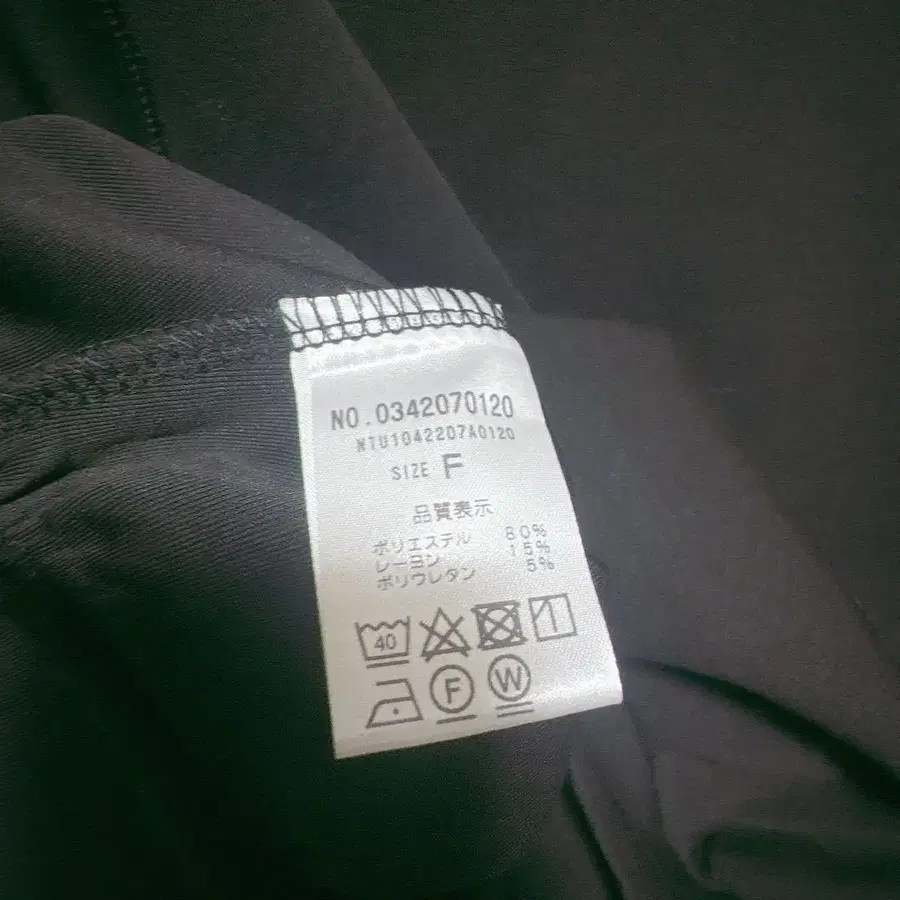 NO.0342070120
NTU1042207A0120
SIZE F
品質表示
ポリエステル 80%
レーヨン 15%
ポリウレタン 5%
40
F W